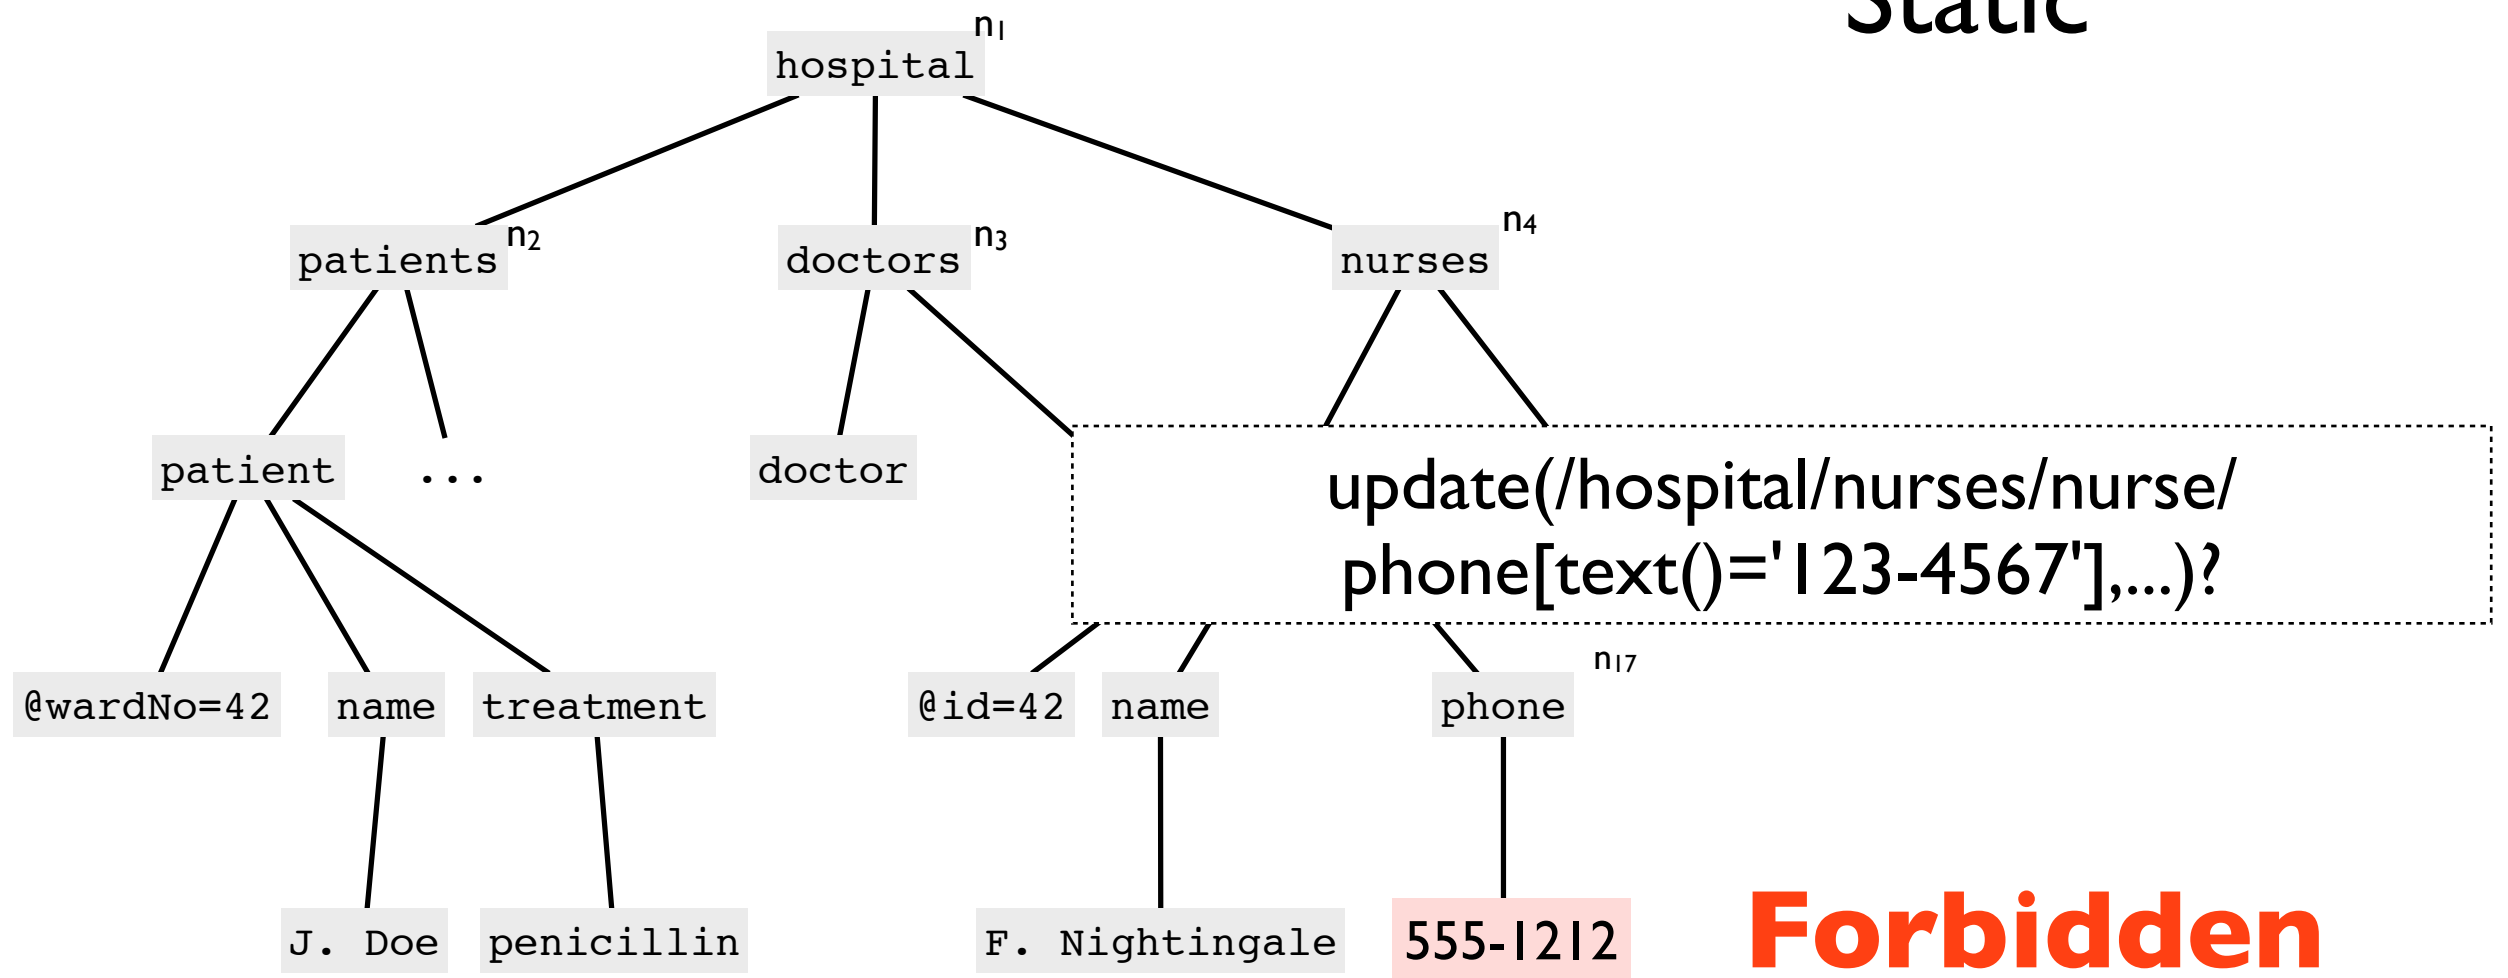 Static
n1
hospital
n2
n3
n4
patients
doctors
nurses
patient
...
doctor
update(/hospital/nurses/nurse/
phone[text()='123-4567'],...)?
n17
@wardNo=42
name
treatment
@id=42
name
phone
J. Doe
penicillin
F. Nightingale
555-1212
Forbidden